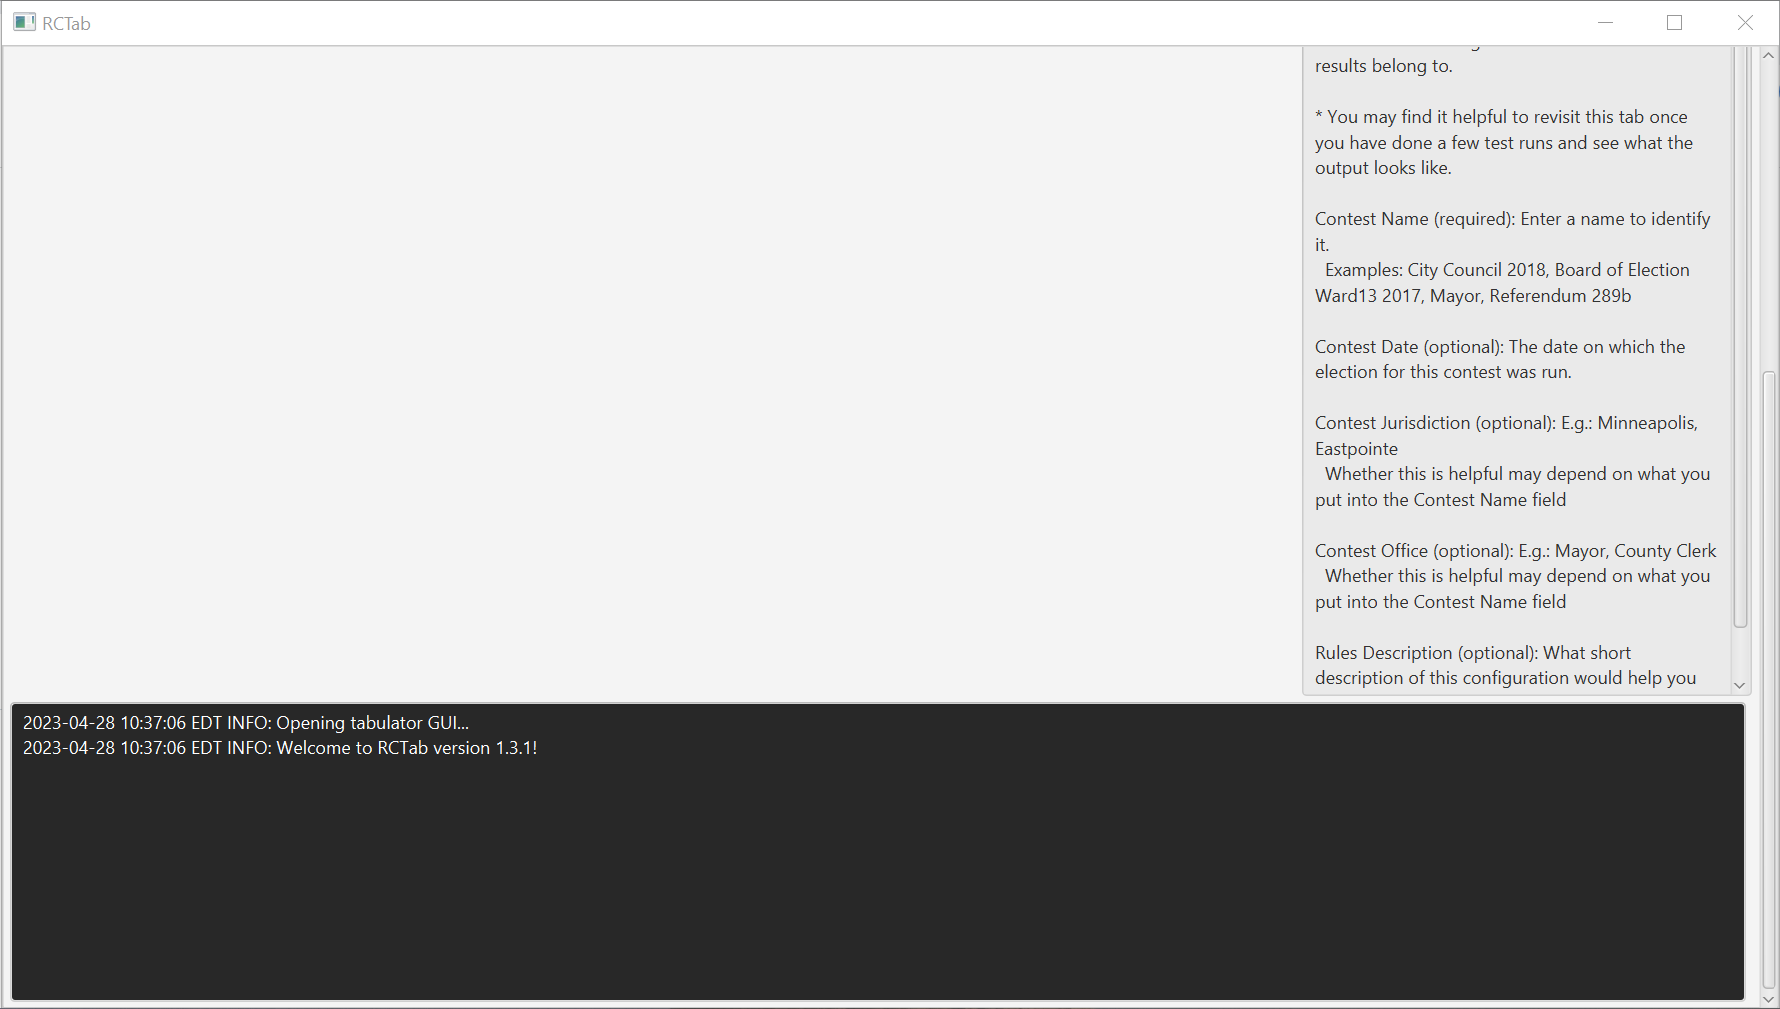 RCTab
results belong to.
* You may find it helpful to revisit this tab once
you have done a few test runs and see what the
output looks like.
Contest Name (required): Enter a name to identify
it.
Examples: City Council 2018, Board of Election
Ward13 2017, Mayor, Referendum 289b
Contest Date (optional): The date on which the
election for this contest was run.
Contest Jurisdiction (optional): E.g.: Minneapolis,
Eastpointe
Whether this is helpful may depend on what you
put into the Contest Name field
Contest Office (optional): E.g.: Mayor, County Clerk
Whether this is helpful may depend on what you
put into the Contest Name field
Rules Description (optional): What short
description of this configuration would help you
2023-04-28 10:37:06 EDT INFO: Opening tabulator GUI...
2023-04-28 10:37:06 EDT INFO: Welcome to RCTab version 1.3.1!